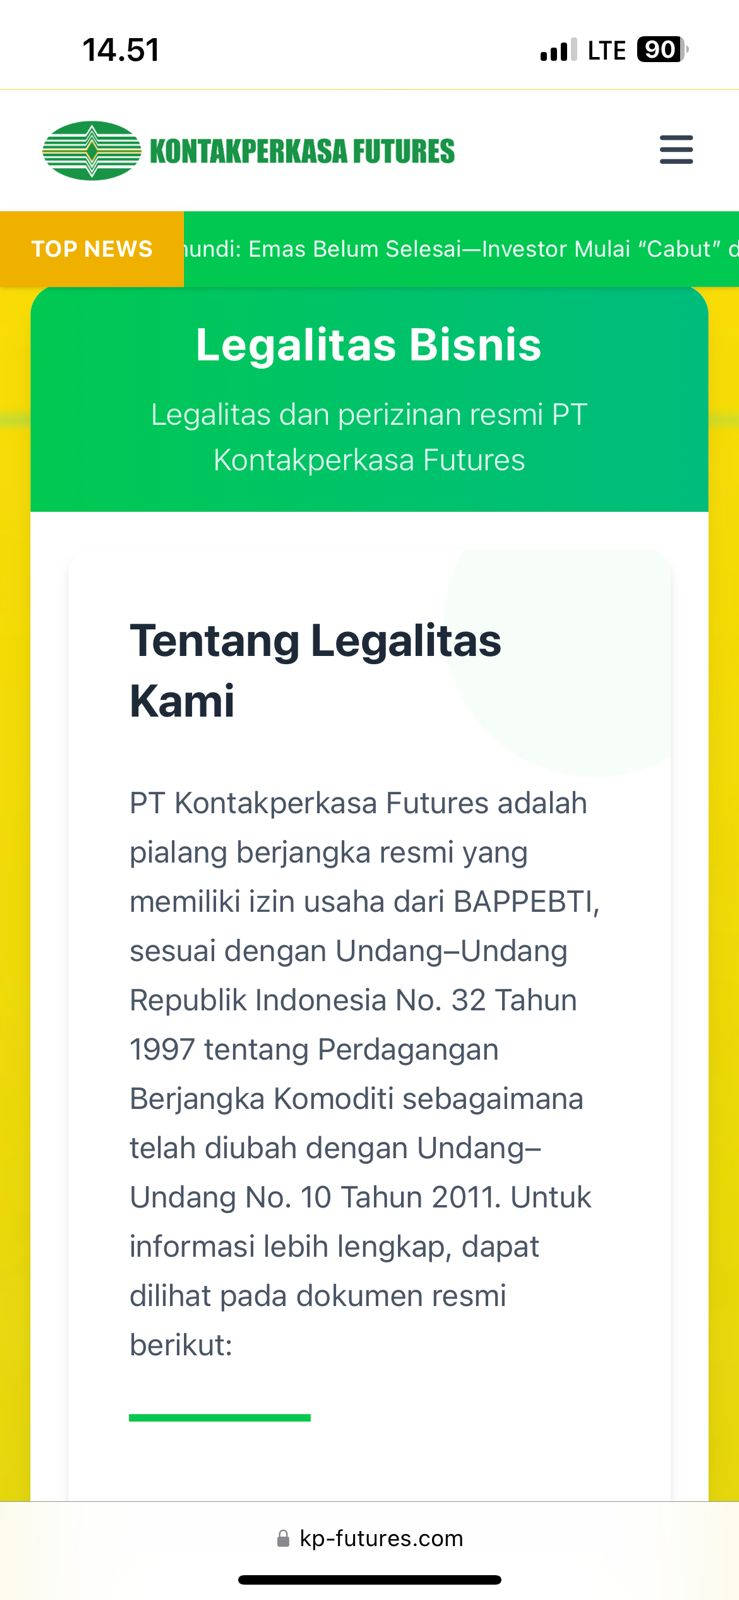 14.51
LTE 90
KONTAKPERKASA FUTURES
TOP NEWS
Emas Belum Selesai—Investor Mulai “Cabut”
Legalitas Bisnis
Legalitas dan perizinan resmi PT
Kontakperkasa Futures
Tentang Legalitas
Kami
PT Kontakperkasa Futures adalah
pialang berjangka resmi yang
memiliki izin usaha dari BAPPEBTI,
sesuai dengan Undang–Undang
Republik Indonesia No. 32 Tahun
1997 tentang Perdagangan
Berjangka Komoditi sebagaimana
telah diubah dengan Undang–
Undang No. 10 Tahun 2011. Untuk
informasi lebih lengkap, dapat
dilihat pada dokumen resmi
berikut:
kp-futures.com